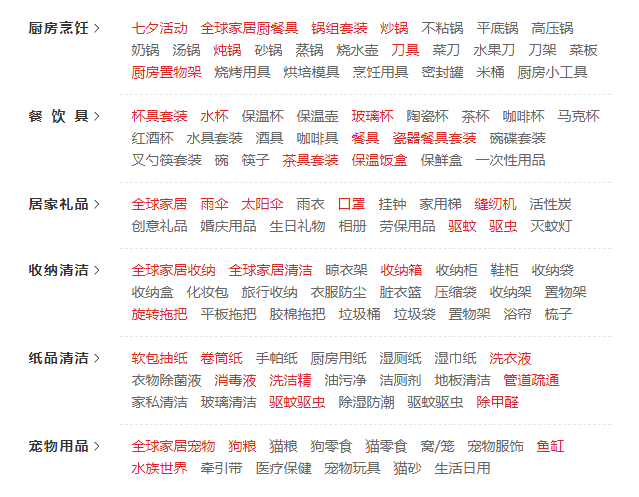 厨房烹饪 > 七夕活动 全球家居厨餐具 锅组套装 炒锅 不粘锅 平底锅 高压锅
奶锅 汤锅 炖锅 砂锅 蒸锅 烧水壶 刀具 菜刀 水果刀 刀架 菜板
厨房置物架 烧烤用具 烘焙模具 烹饪用具 密封罐 米桶 厨房小工具
餐饮具 > 杯具套装 水杯 保温杯 保温壶 玻璃杯 陶瓷杯 茶杯 咖啡杯 马克杯
红酒杯 水具套装 酒具 咖啡具 餐具 瓷器餐具套装 碗碟套装
叉勺筷套装 碗 筷子 茶具套装 保温饭盒 保鲜盒 一次性用品
居家礼品 > 全球家居 雨伞 太阳伞 雨衣 口罩 挂钟 家用梯 缝纫机 活性炭
创意礼品 婚庆用品 生日礼物 相册 劳保用品 驱蚊 驱虫 灭蚊灯
收纳清洁 > 全球家居收纳 全球家居清洁 晾衣架 收纳箱 收纳柜 鞋柜 收纳袋
收纳盒 化妆包 旅行收纳 衣服防尘 脏衣篮 压缩袋 收纳架 置物架
旋转拖把 平板拖把 胶棉拖把 垃圾桶 垃圾袋 置物架 浴帘 梳子
纸品清洁 > 软包抽纸 卷筒纸 手帕纸 厨房用纸 湿厕纸 湿巾纸 洗衣液
衣物除菌液 消毒液 洗洁精 油污净 洁厕剂 地板清洁 管道疏通
家私清洁 玻璃清洁 驱蚊驱虫 除湿防潮 驱蚊驱虫 除甲醛
宠物用品 > 全球家居宠物 狗粮 猫粮 狗零食 猫零食 窝/笼 宠物服饰 鱼缸
水族世界 牵引带 医疗保健 宠物玩具 猫砂 生活日用